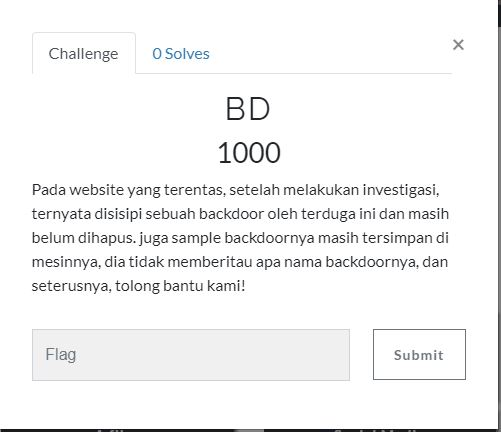 Challenge
0 Solves
×
BD
1000
Pada website yang terentas, setelah melakukan investigasi,
ternyata disisipi sebuah backdoor oleh terduga ini dan masih
belum dihapus. juga sample backdoornya masih tersimpan di
mesinnya, dia tidak memberitau apa nama backdoornya, dan
seterusnya, tolong bantu kami!
Flag
Submit